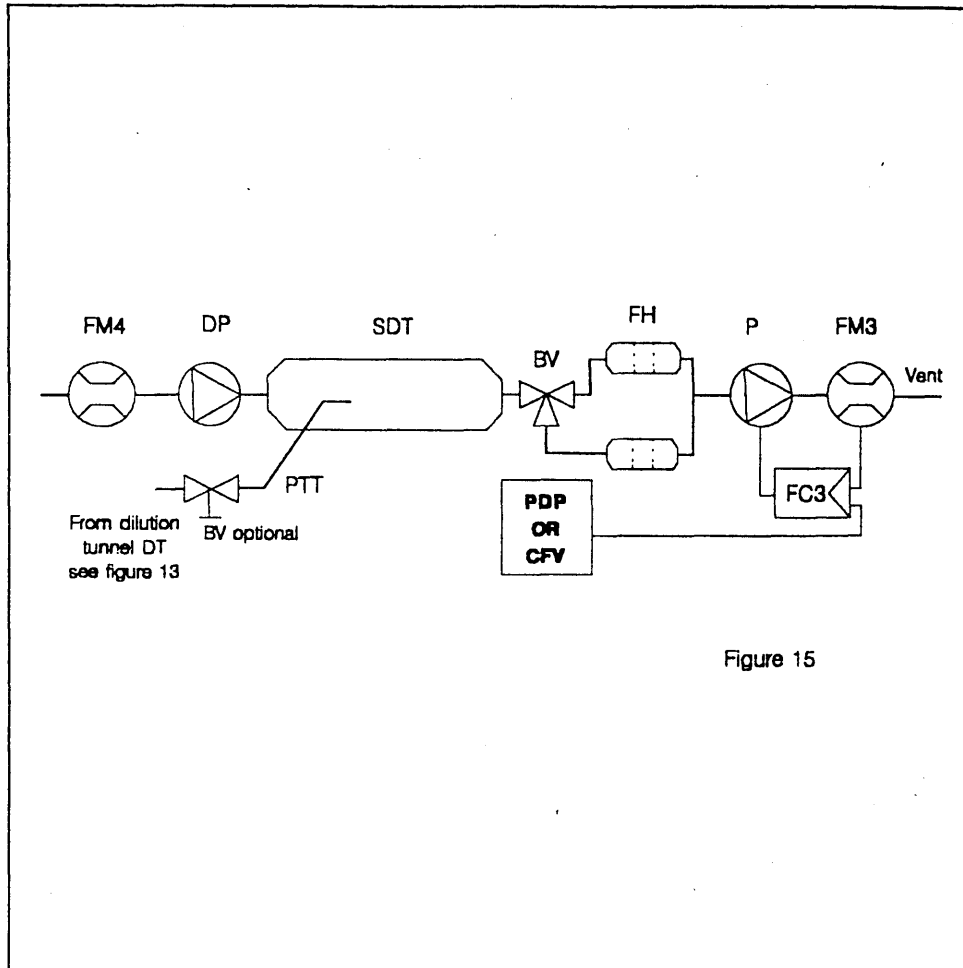 FM4
DP
SDT
BV
FH
P
FM3
Vent
PTT
FC3
From dilution
tunnel DT
see figure 13
BV optional
PDP
OR
CFV
Figure 15